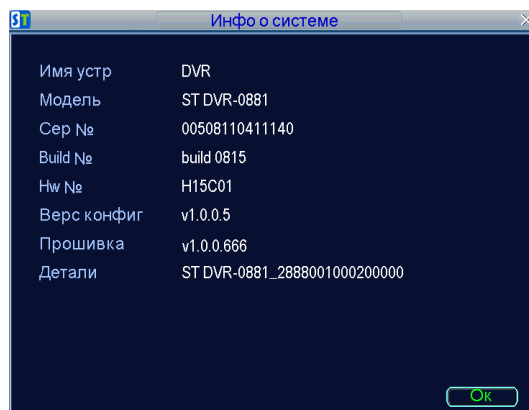 ST Инфо о системе
Имя устр DVR
Модель ST DVR-0881
Сер № 00508110411140
Build № build 0815
Hw № H15C01
Верс конфиг v1.0.0.5
Прошивка v1.0.0.666
Детали ST DVR-0881_2888001000200000
Ок